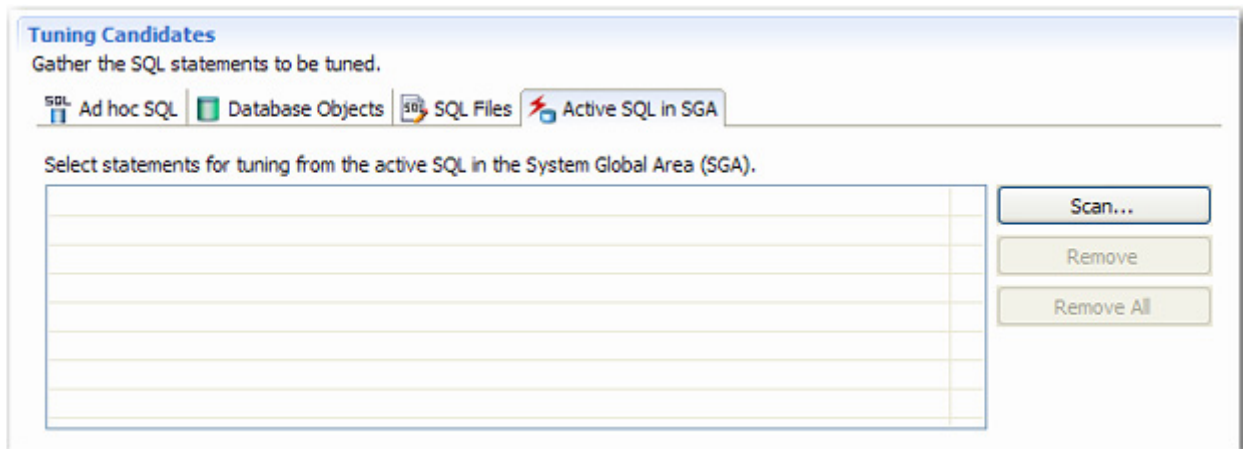 Tuning Candidates
Gather the SQL statements to be tuned.
SQL Ad hoc SQL Database Objects SQL SQL Files Active SQL in SGA
Select statements for tuning from the active SQL in the System Global Area (SGA).
Scan...
Remove
Remove All